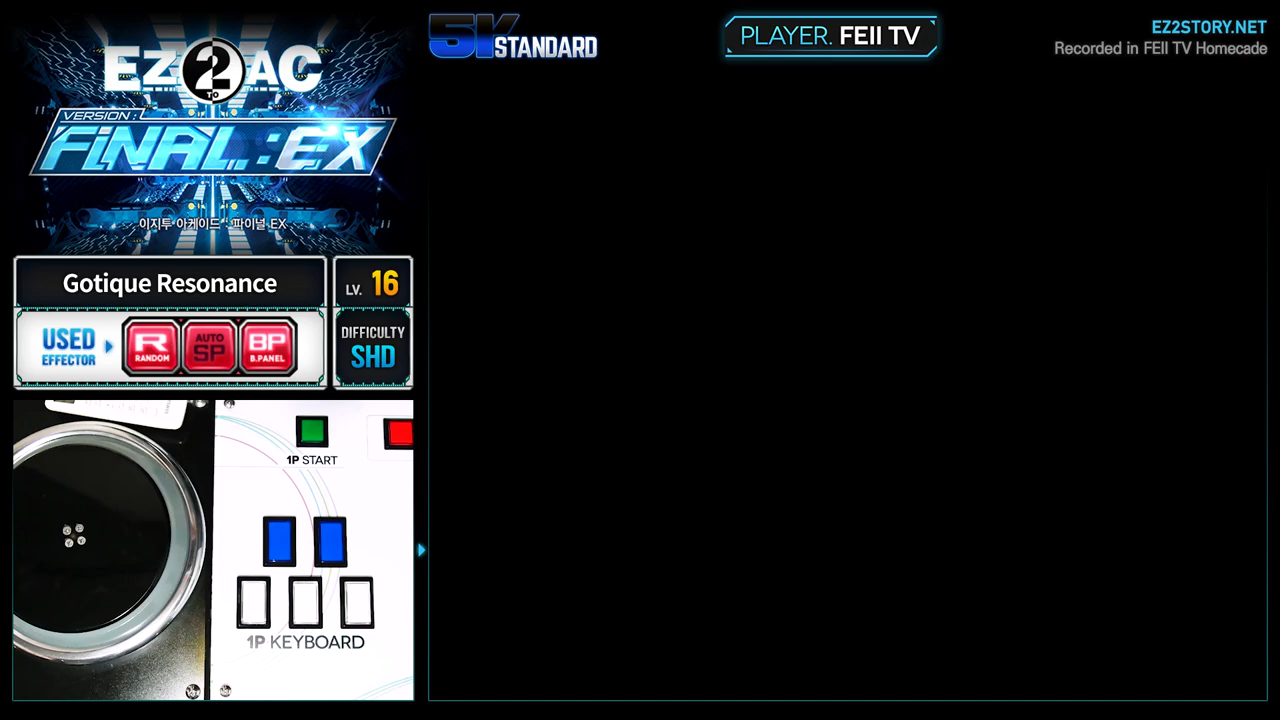 EZ2AC
TO
VERSION :
FiNAL:EX
이지투 아케이드 : 파이널 EX
Gotique Resonance
LV. 16
USED
EFFECTOR
R
RANDOM
AUTO
SP
BP
B.PANEL
DIFFICULTY
SHD
1P START
1P KEYBOARD
5K STANDARD
PLAYER. FEII TV
EZ2STORY.NET
Recorded in FEII TV Homecade